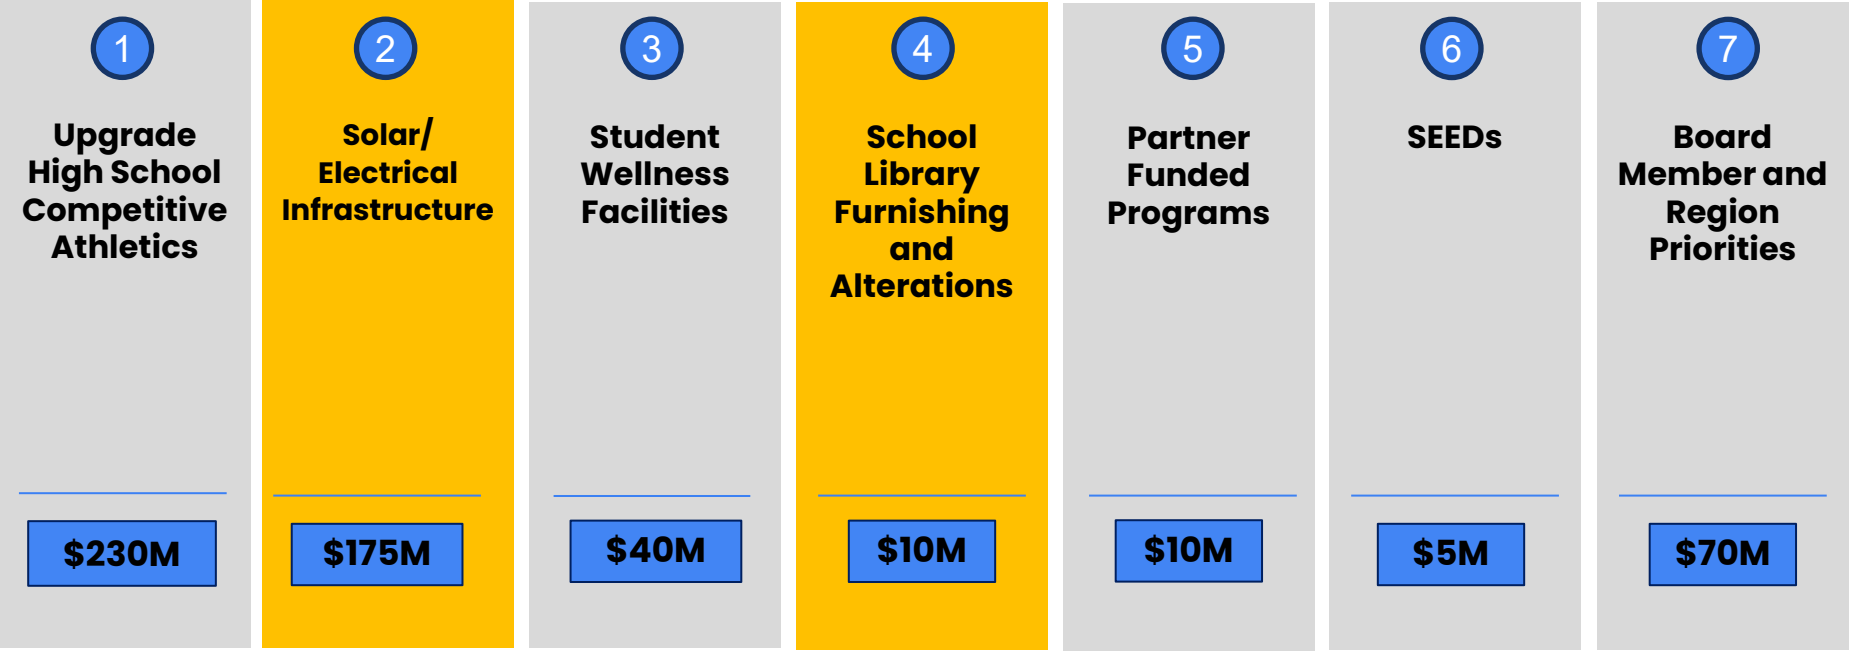 1
Upgrade
High School
Competitive
Athletics
$230M
2
Solar/
Electrical
Infrastructure
$175M
3
Student
Wellness
Facilities
$40M
4
School
Library
Furnishing
and
Alterations
$10M
5
Partner
Funded
Programs
$10M
6
SEEDs
$5M
7
Board
Member and
Region
Priorities
$70M